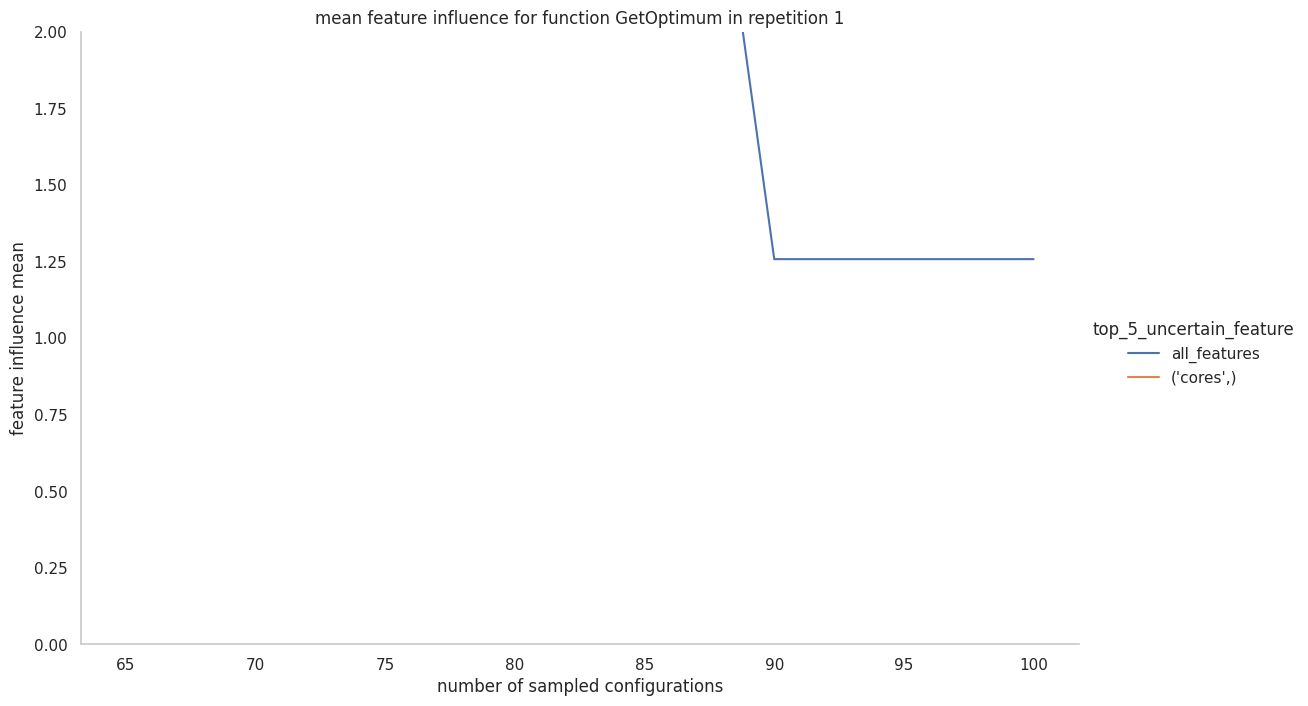 mean feature influence for function GetOptimum in repetition 1
2.00
1.75
1.50
1.25
1.00
0.75
0.50
0.25
0.00
feature influence mean
65 70 75 80 85 90 95 100
number of sampled configurations
top_5_uncertain_feature
all_features
('cores',)